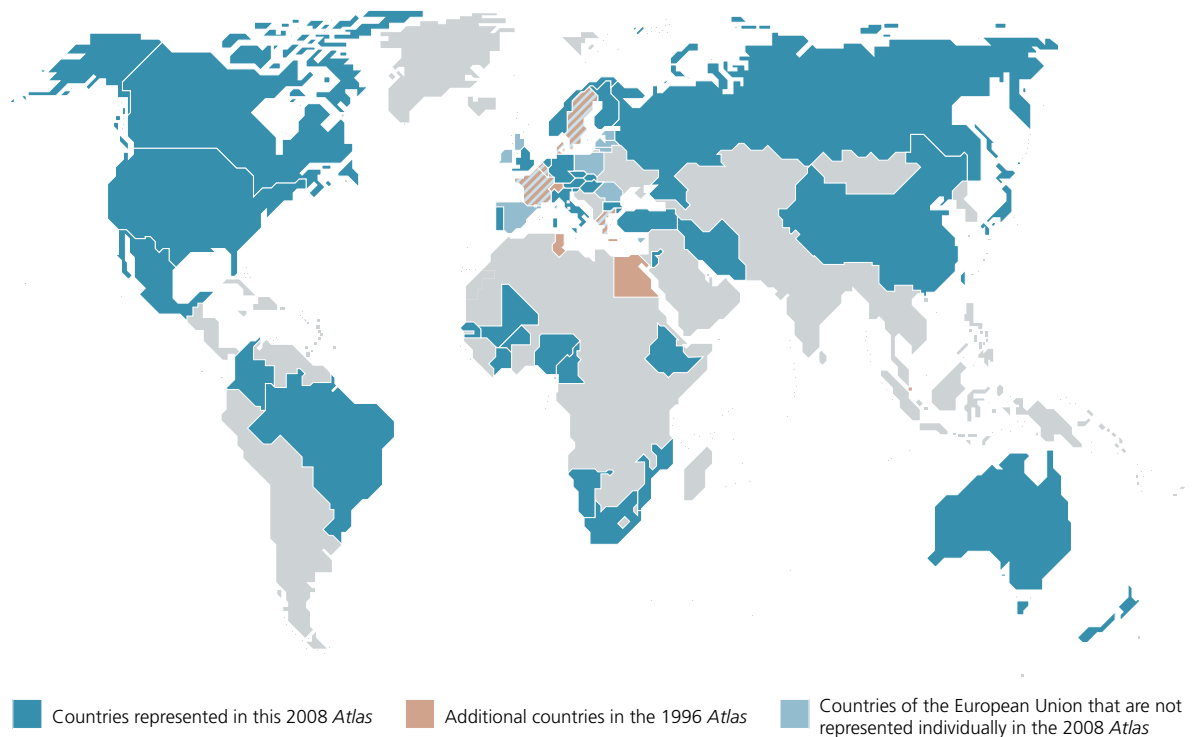 Countries represented in this 2008 Atlas
Additional countries in the 1996 Atlas
Countries of the European Union that are not
represented individually in the 2008 Atlas